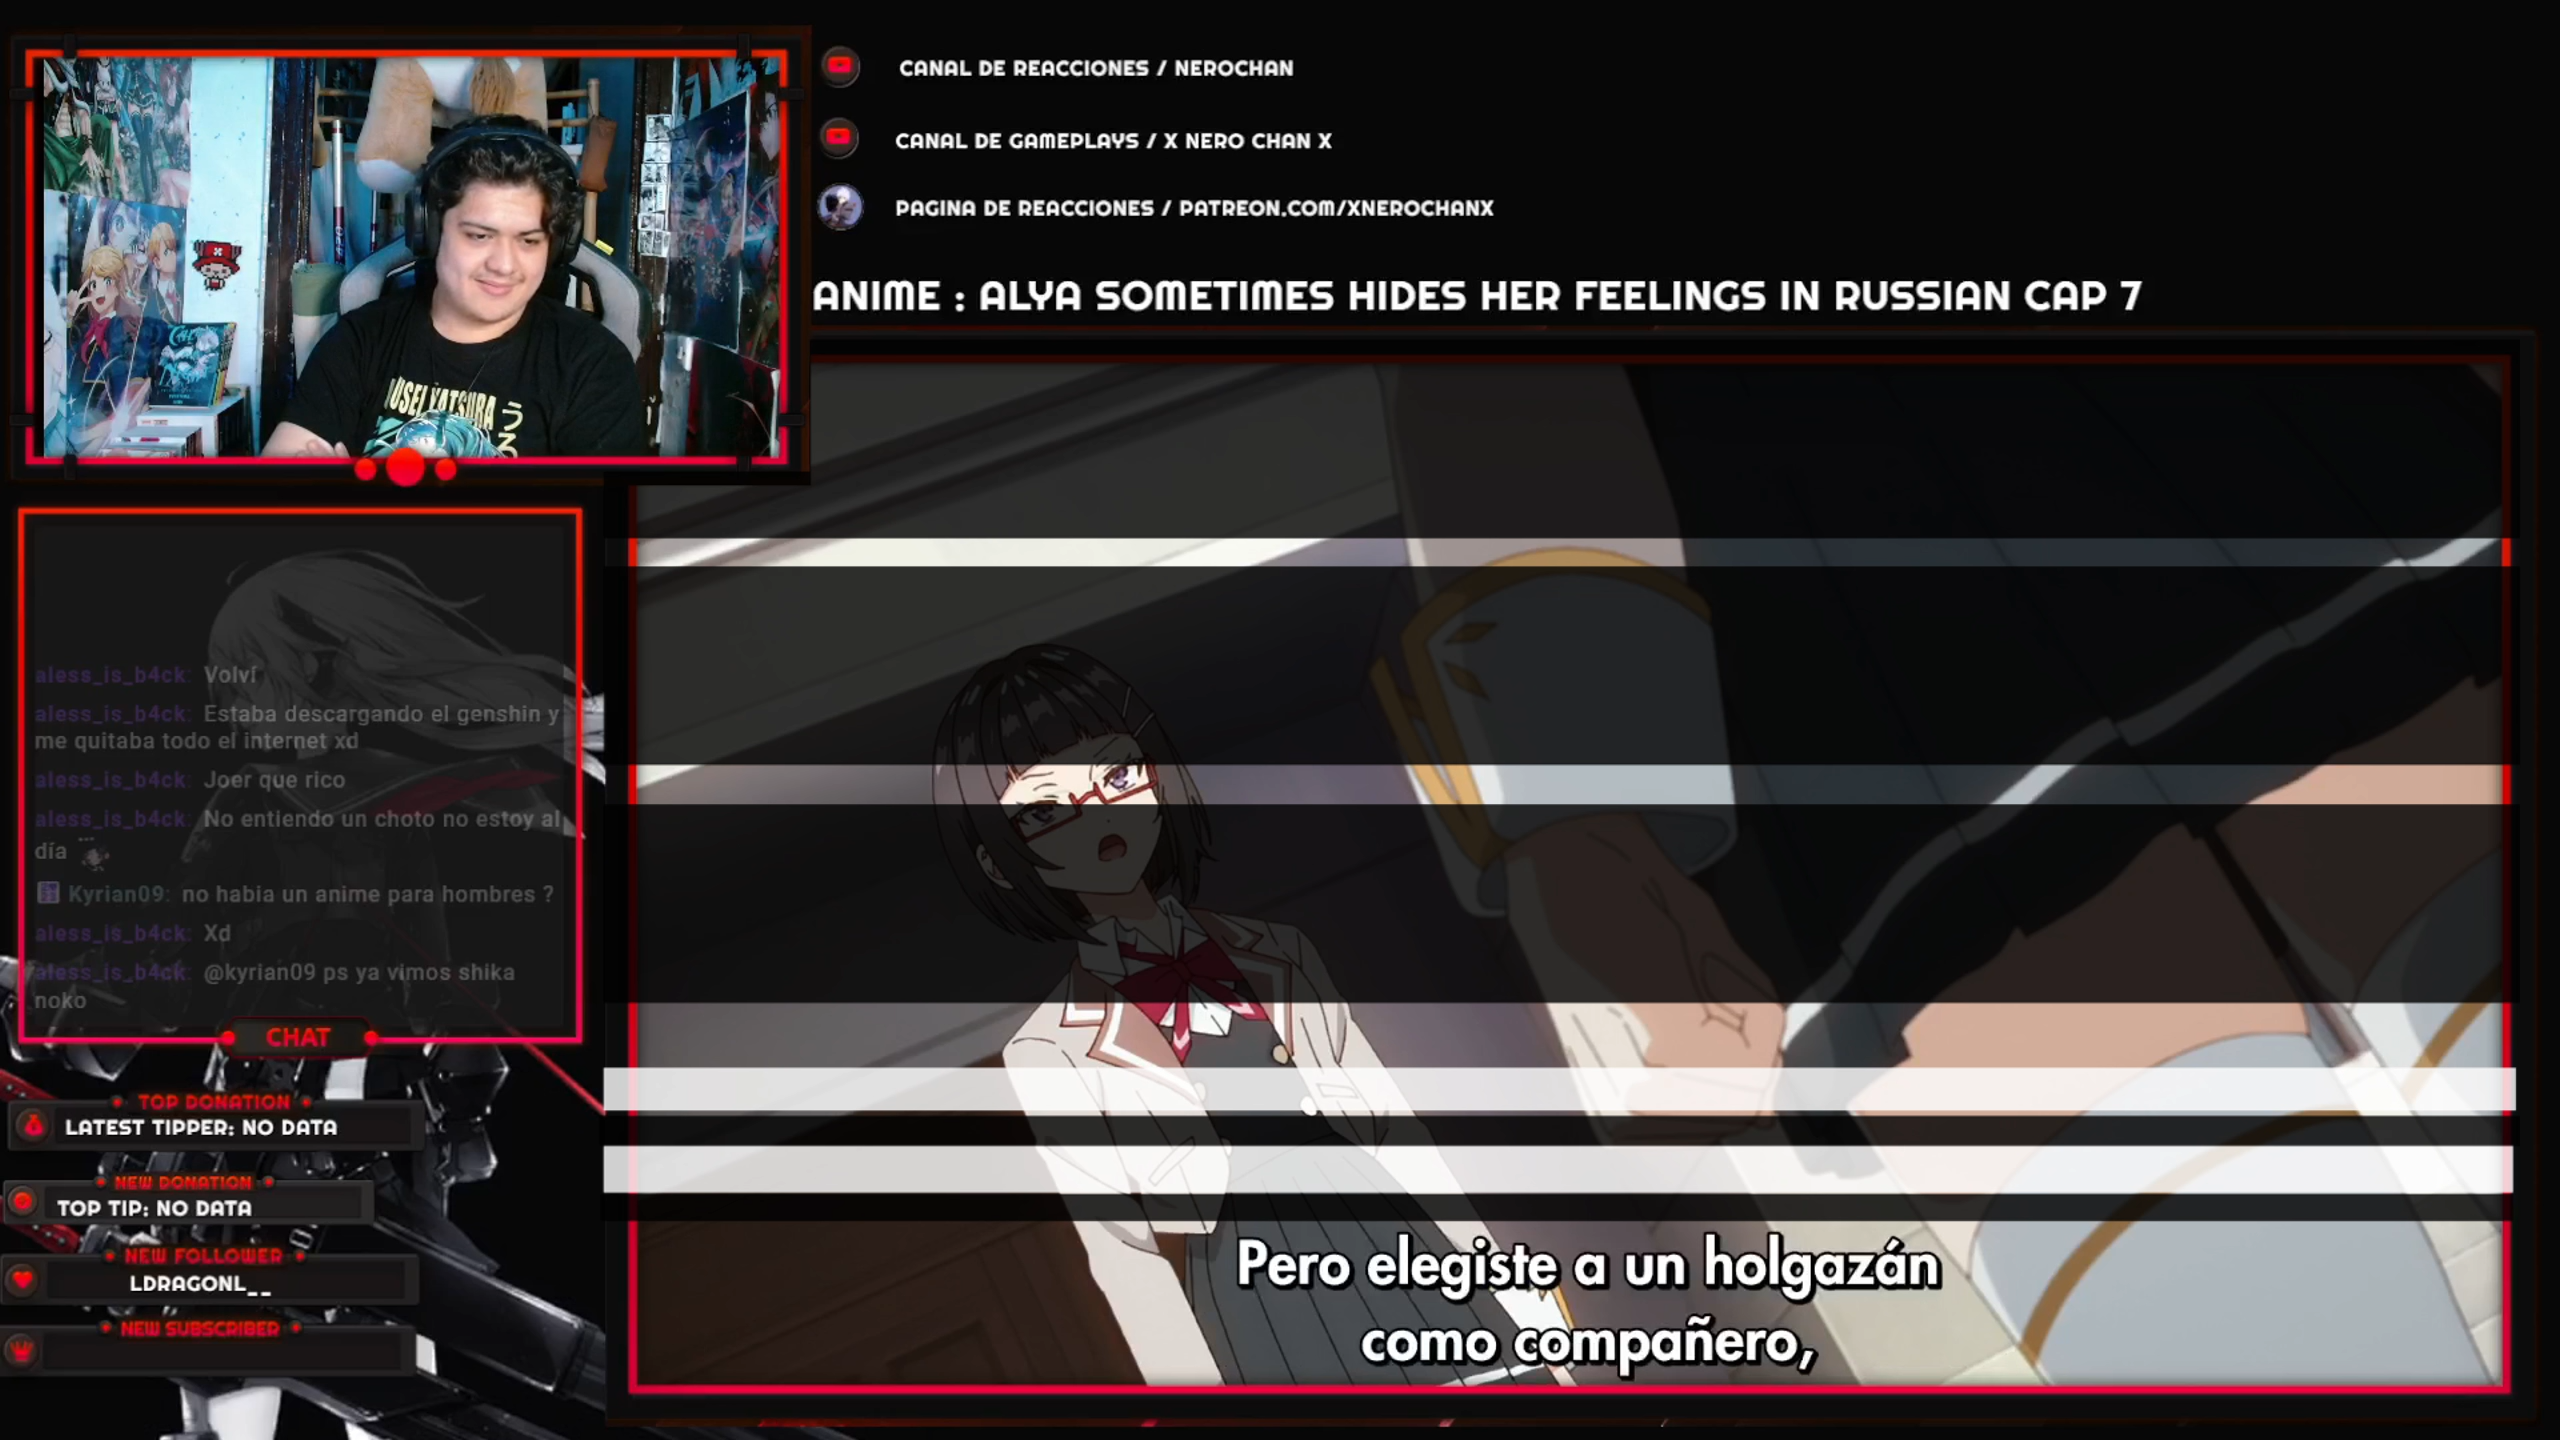 CANAL DE REACCIONES / NEROCHAN
CANAL DE GAMEPLAYS / X NERO CHAN X
PAGINA DE REACCIONES / PATREON.COM/XNEROCHANX
ANIME : ALYA SOMETIMES HIDES HER FEELINGS IN RUSSIAN CAP 7
aless_is_b4ck: Volví
aless_is_b4ck: Estaba descargando el genshin y
me quitaba todo el internet xd
aless_is_b4ck: Joer que rico
aless_is_b4ck: No entiendo un choto no estoy al
día
Kyrian09: no habia un anime para hombres ?
aless_is_b4ck: Xd
aless_is_b4ck: @kyrian09 ps ya vimos shika
noko
CHAT
TOP DONATION
LATEST TIPPER: NO DATA
NEW DONATION
TOP TIP: NO DATA
NEW FOLLOWER
LDRAGONL__
NEW SUBSCRIBER
Pero elegiste a un holgazán
como compañero,